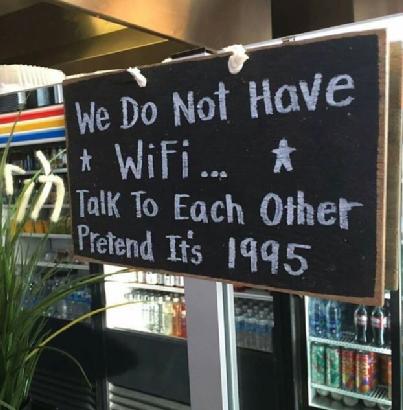 We Do Not Have
★ WiFi... ★
Talk To Each Other
Pretend It's 1995